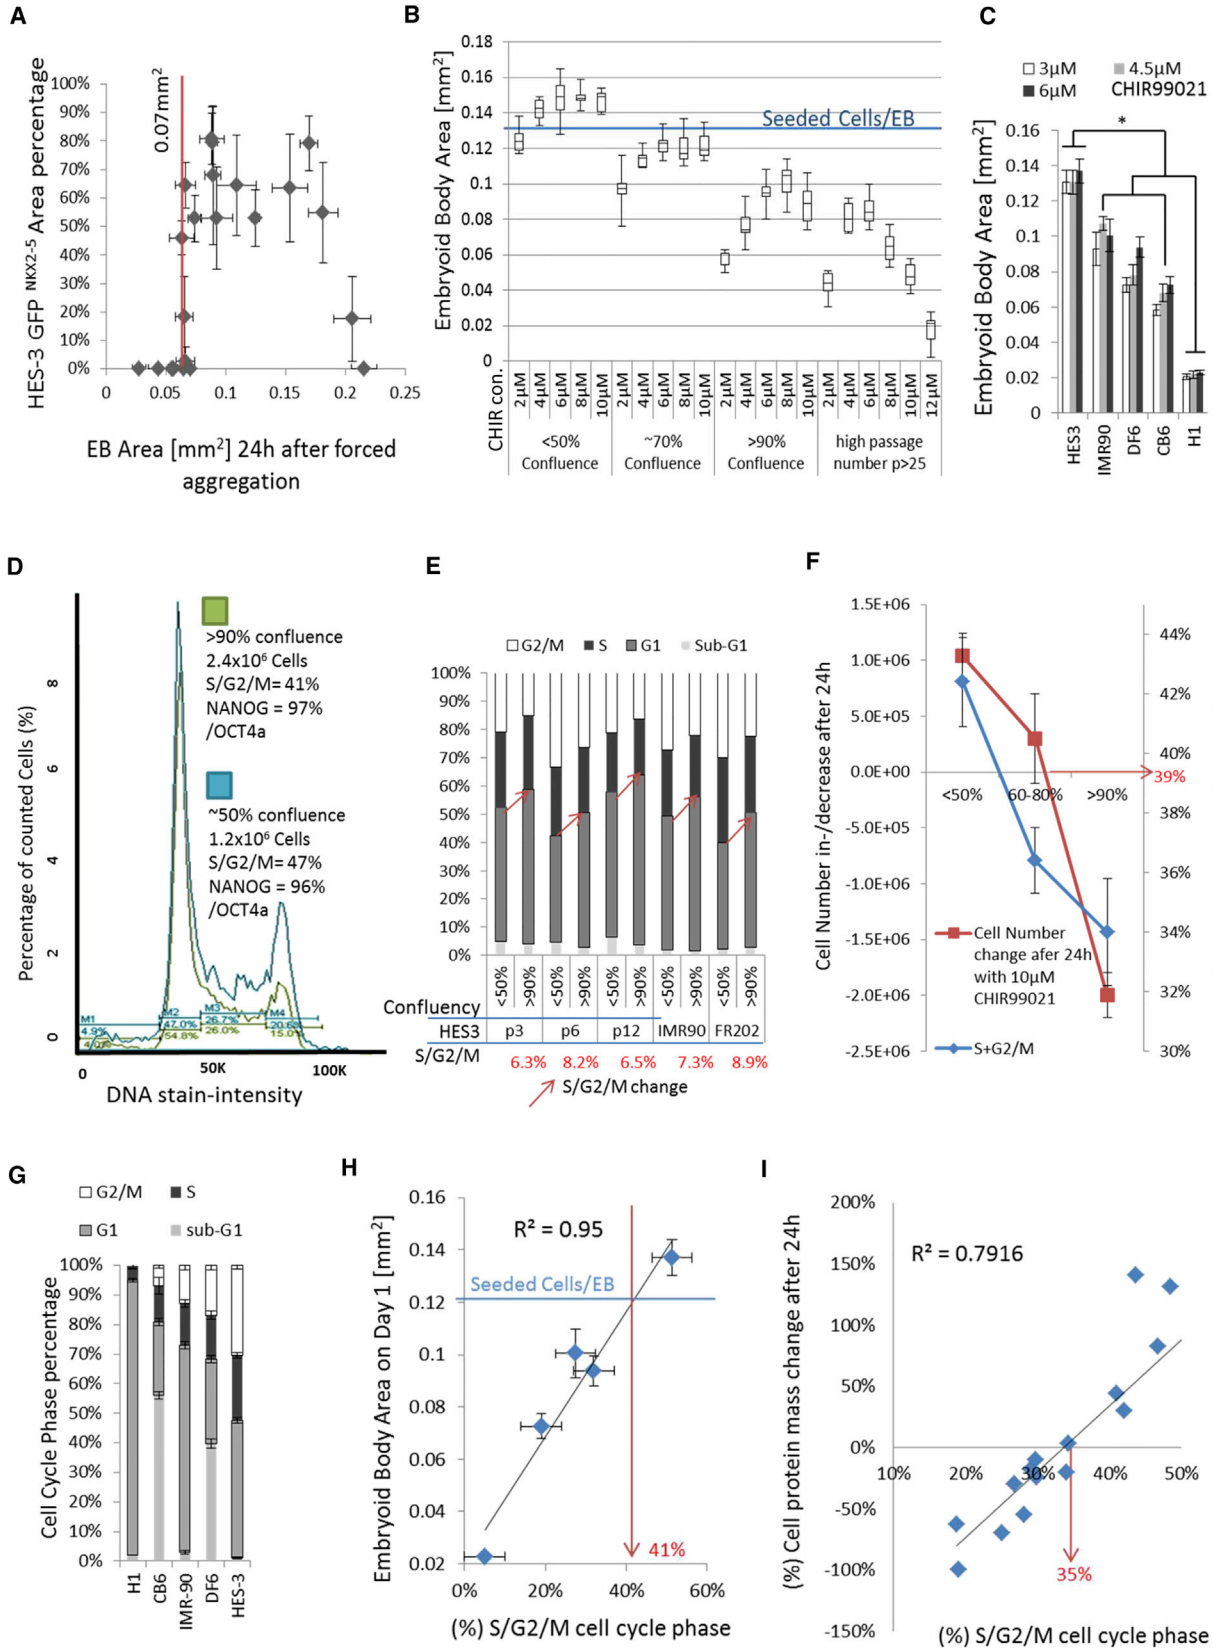 A
HES-3 GFP NKX2-5 Area percentage
100%
90%
80%
70%
60%
50%
40%
30%
20%
10%
0%
0.07mm²
0
0.05
0.1
0.15
0.2
0.25
EB Area [mm²] 24h after forced
aggregation
B
Embryoid Body Area [mm²]
0.18
0.16
0.14
0.12
0.1
0.08
0.06
0.04
0.02
0
Seeded Cells/EB
CHIR con.
2µM 4µM 6µM 8µM 10µM 2µM 4µM 6µM 8µM 10µM 2µM 4µM 6µM 8µM 10µM 2µM 4µM 6µM 8µM 10µM 12µM
<50% ~70% >90% high passage
Confluence Confluence Confluence number p>25
C
3µM 4.5µM
6µM CHIR99021
Embryoid Body Area [mm²]
0.16
0.14
0.12
0.1
0.08
0.06
0.04
0.02
0
*
HES3 IMR90 DF6 CB6 H1
D
Percentage of counted Cells (%)
8
6
4
2
0
>90% confluence
2.4x10⁶ Cells
S/G2/M= 41%
NANOG = 97%
/OCT4a
~50% confluence
1.2x10⁶ Cells
S/G2/M= 47%
NANOG = 96%
/OCT4a
M1 M2 M3 M4
4.9% 47.0% 26.7%
54.8% 26.0% 15.0%
0 50K 100K
DNA stain-intensity
E
G2/M S G1 Sub-G1
100%
90%
80%
70%
60%
50%
40%
30%
20%
10%
0%
<50% >90% <50% >90% <50% >90% <50% >90% <50% >90%
Confluency
HES3 p3 p6 p12 IMR90 FR202
S/G2/M 6.3% 8.2% 6.5% 7.3% 8.9%
S/G2/M change
F
Cell Number in-/decrease after 24h
1.5E+06
1.0E+06
5.0E+05
0.0E+00
-5.0E+05
-1.0E+06
-1.5E+06
-2.0E+06
-2.5E+06
<50% 60-80% >90%
44%
42%
40%
39%
38%
36%
34%
32%
30%
Cell Number
change afer 24h
with 10µM
CHIR99021
S+G2/M
G
G2/M S
G1 sub-G1
Cell Cycle Phase percentage
100%
90%
80%
70%
60%
50%
40%
30%
20%
10%
0%
H1 CB6 IMR-90 DF6 HES-3
H
Embryoid Body Area on Day 1 [mm²]
0.16
0.14
0.12
0.1
0.08
0.06
0.04
0.02
R² = 0.95
Seeded Cells/EB
41%
0% 20% 40% 60%
(%) S/G2/M cell cycle phase
I
(%) Cell protein mass change after 24h
200%
150%
100%
50%
0%
-50%
-100%
-150%
R² = 0.7916
10% 20% 30% 40% 50%
35%
(%) S/G2/M cell cycle phase